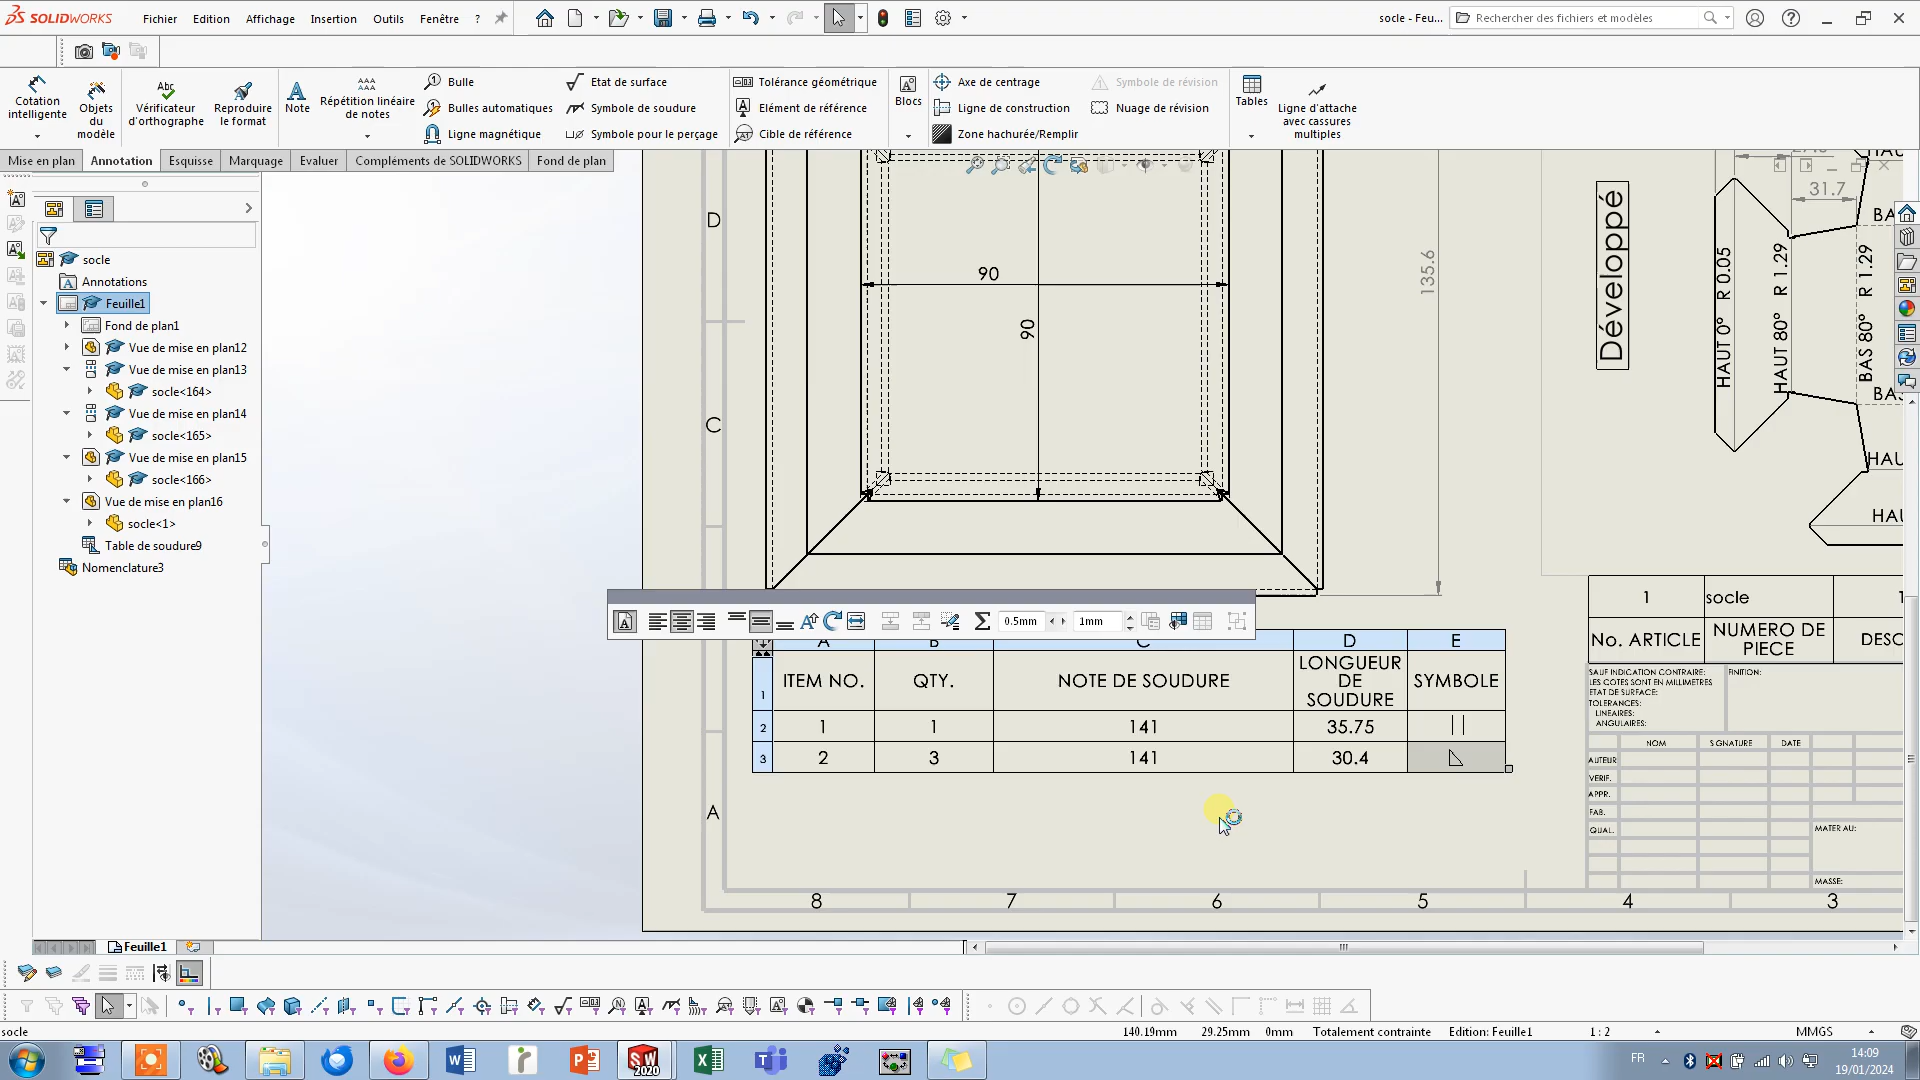 SOLIDWORKS
Fichier
Edition
Affichage
Insertion
Outils
Fenêtre
?
socle - Feu...
Rechercher des fichiers et modèles
Cotation
intelligente
Objets
du
modèle
Abc
Vérificateur
d'orthographe
Reproduire
le format
Note
Répétition linéaire
de notes
Bulle
Bulles automatiques
Ligne magnétique
Etat de surface
Symbole de soudure
Symbole pour le perçage
Tolérance géométrique
Elément de référence
Cible de référence
Blocs
Axe de centrage
Ligne de construction
Zone hachurée/Remplir
Symbole de révision
Nuage de révision
Tables
Ligne d'attache
avec cassures
multiples
Mise en plan
Annotation
Esquisse
Marquage
Evaluer
Compléments de SOLIDWORKS
Fond de plan
socle
Annotations
Feuille1
Fond de plan1
Vue de mise en plan12
Vue de mise en plan13
socle<164>
Vue de mise en plan14
socle<165>
Vue de mise en plan15
socle<166>
Vue de mise en plan16
socle<1>
Table de soudure9
Nomenclature3
D
C
A
90
90
135.6
Développé
31.7
HAUT 0° R 0.05
HAUT 80° R 1.29
BAS 80° R 1.29
0.5mm
1mm
A B C D E
1 ITEM NO. QTY. NOTE DE SOUDURE LONGUEUR DE SOUDURE SYMBOLE
2 1 1 141 35.75
3 2 3 141 30.4
1 socle 1
No. ARTICLE NUMERO DE PIECE DESC
SAUF INDICATION CONTRAIRE:
LES COTES SONT EN MILLIMETRES
ETAT DE SURFACE:
TOLERANCES:
LINEAIRES:
ANGULAIRES:
FINITION:
NOM SIGNATURE DATE
AUTEUR
VERIF.
APPR.
FAB.
QUAL.
MATERIAU:
MASSE:
8 7 6 5 4 3
Feuille1
socle
140.19mm
29.25mm
0mm
Totalement contrainte
Edition: Feuille1
1 : 2
MMGS
SW
2020
FR
14:09
19/01/2024